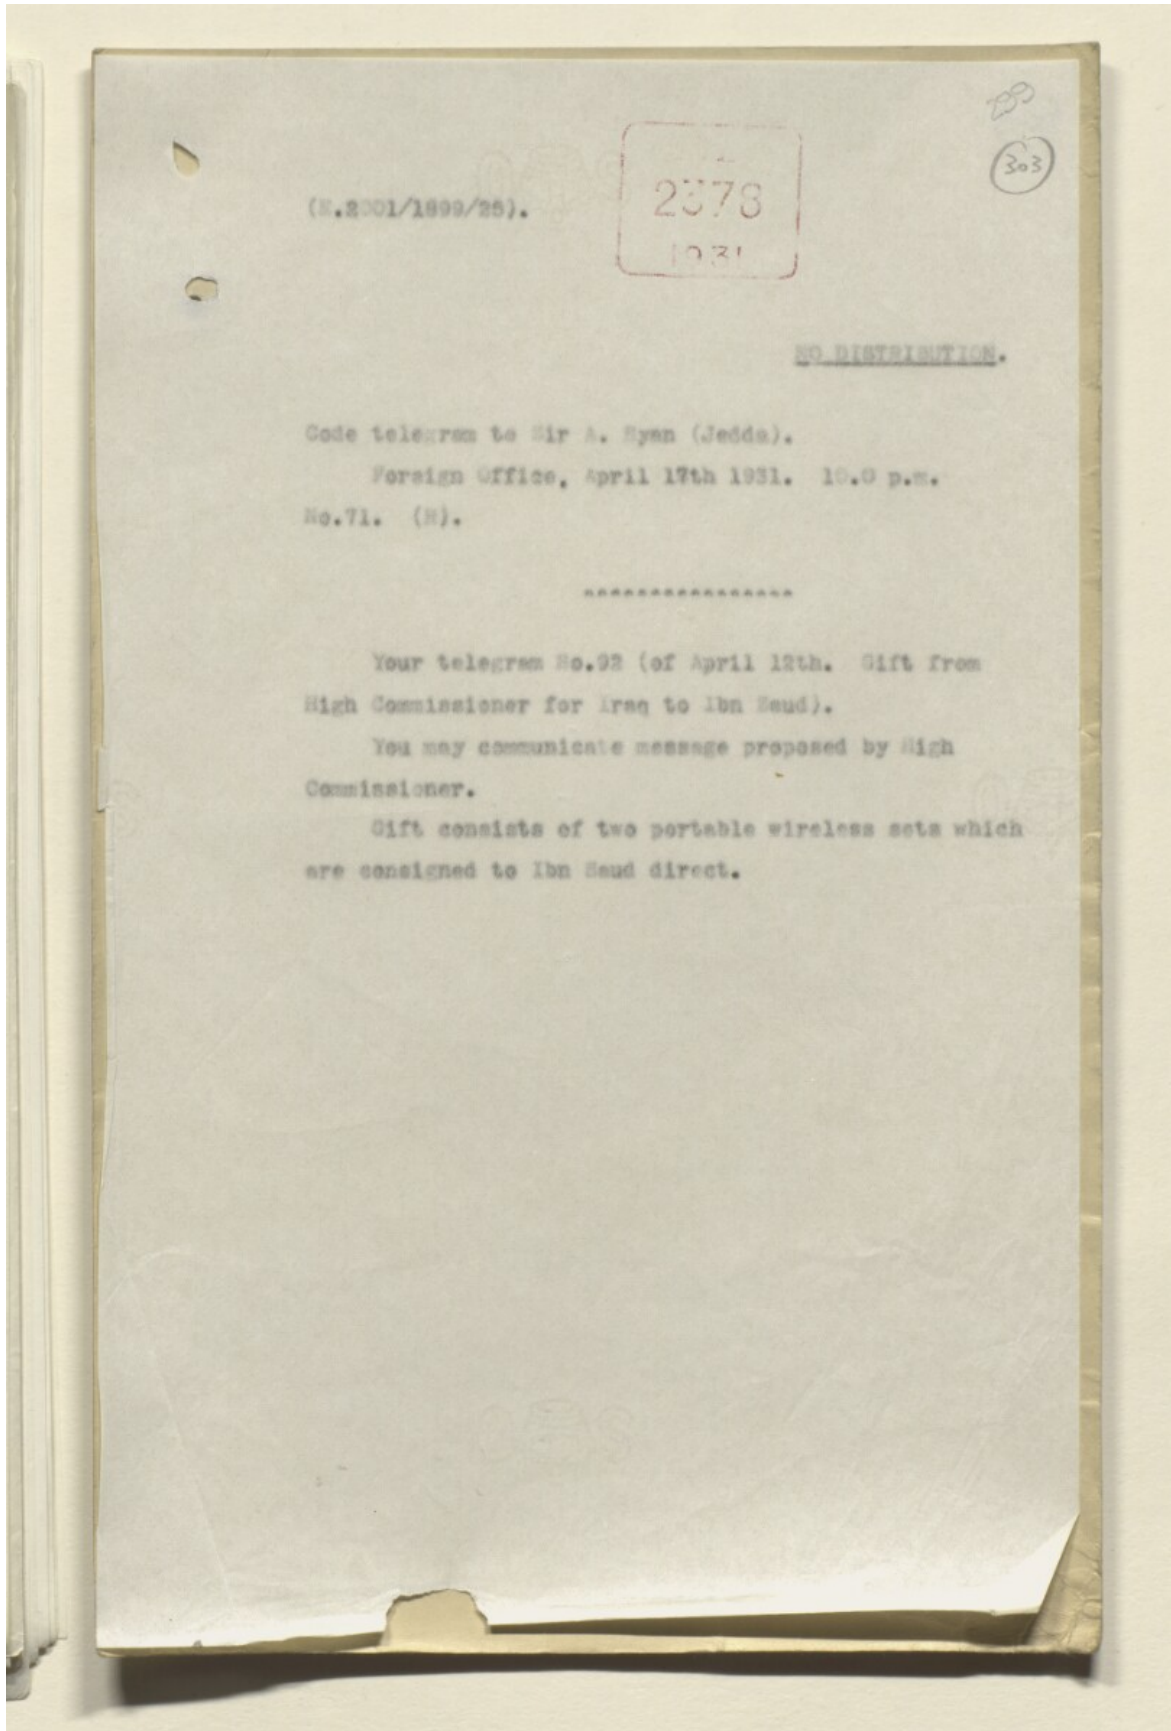 303
2378
1931
(E.2001/1899/25).
NO DISTRIBUTION.
Code telegram to Sir A. Ryan (Jedda).
Foreign Office, April 17th 1931. 10.0 p.m.
No.71. (R).
****************
Your telegram No.92 (of April 12th. Gift from
High Commissioner for Iraq to Ibn Saud).
You may communicate message proposed by High
Commissioner.
Gift consists of two portable wireless sets which
are consigned to Ibn Saud direct.